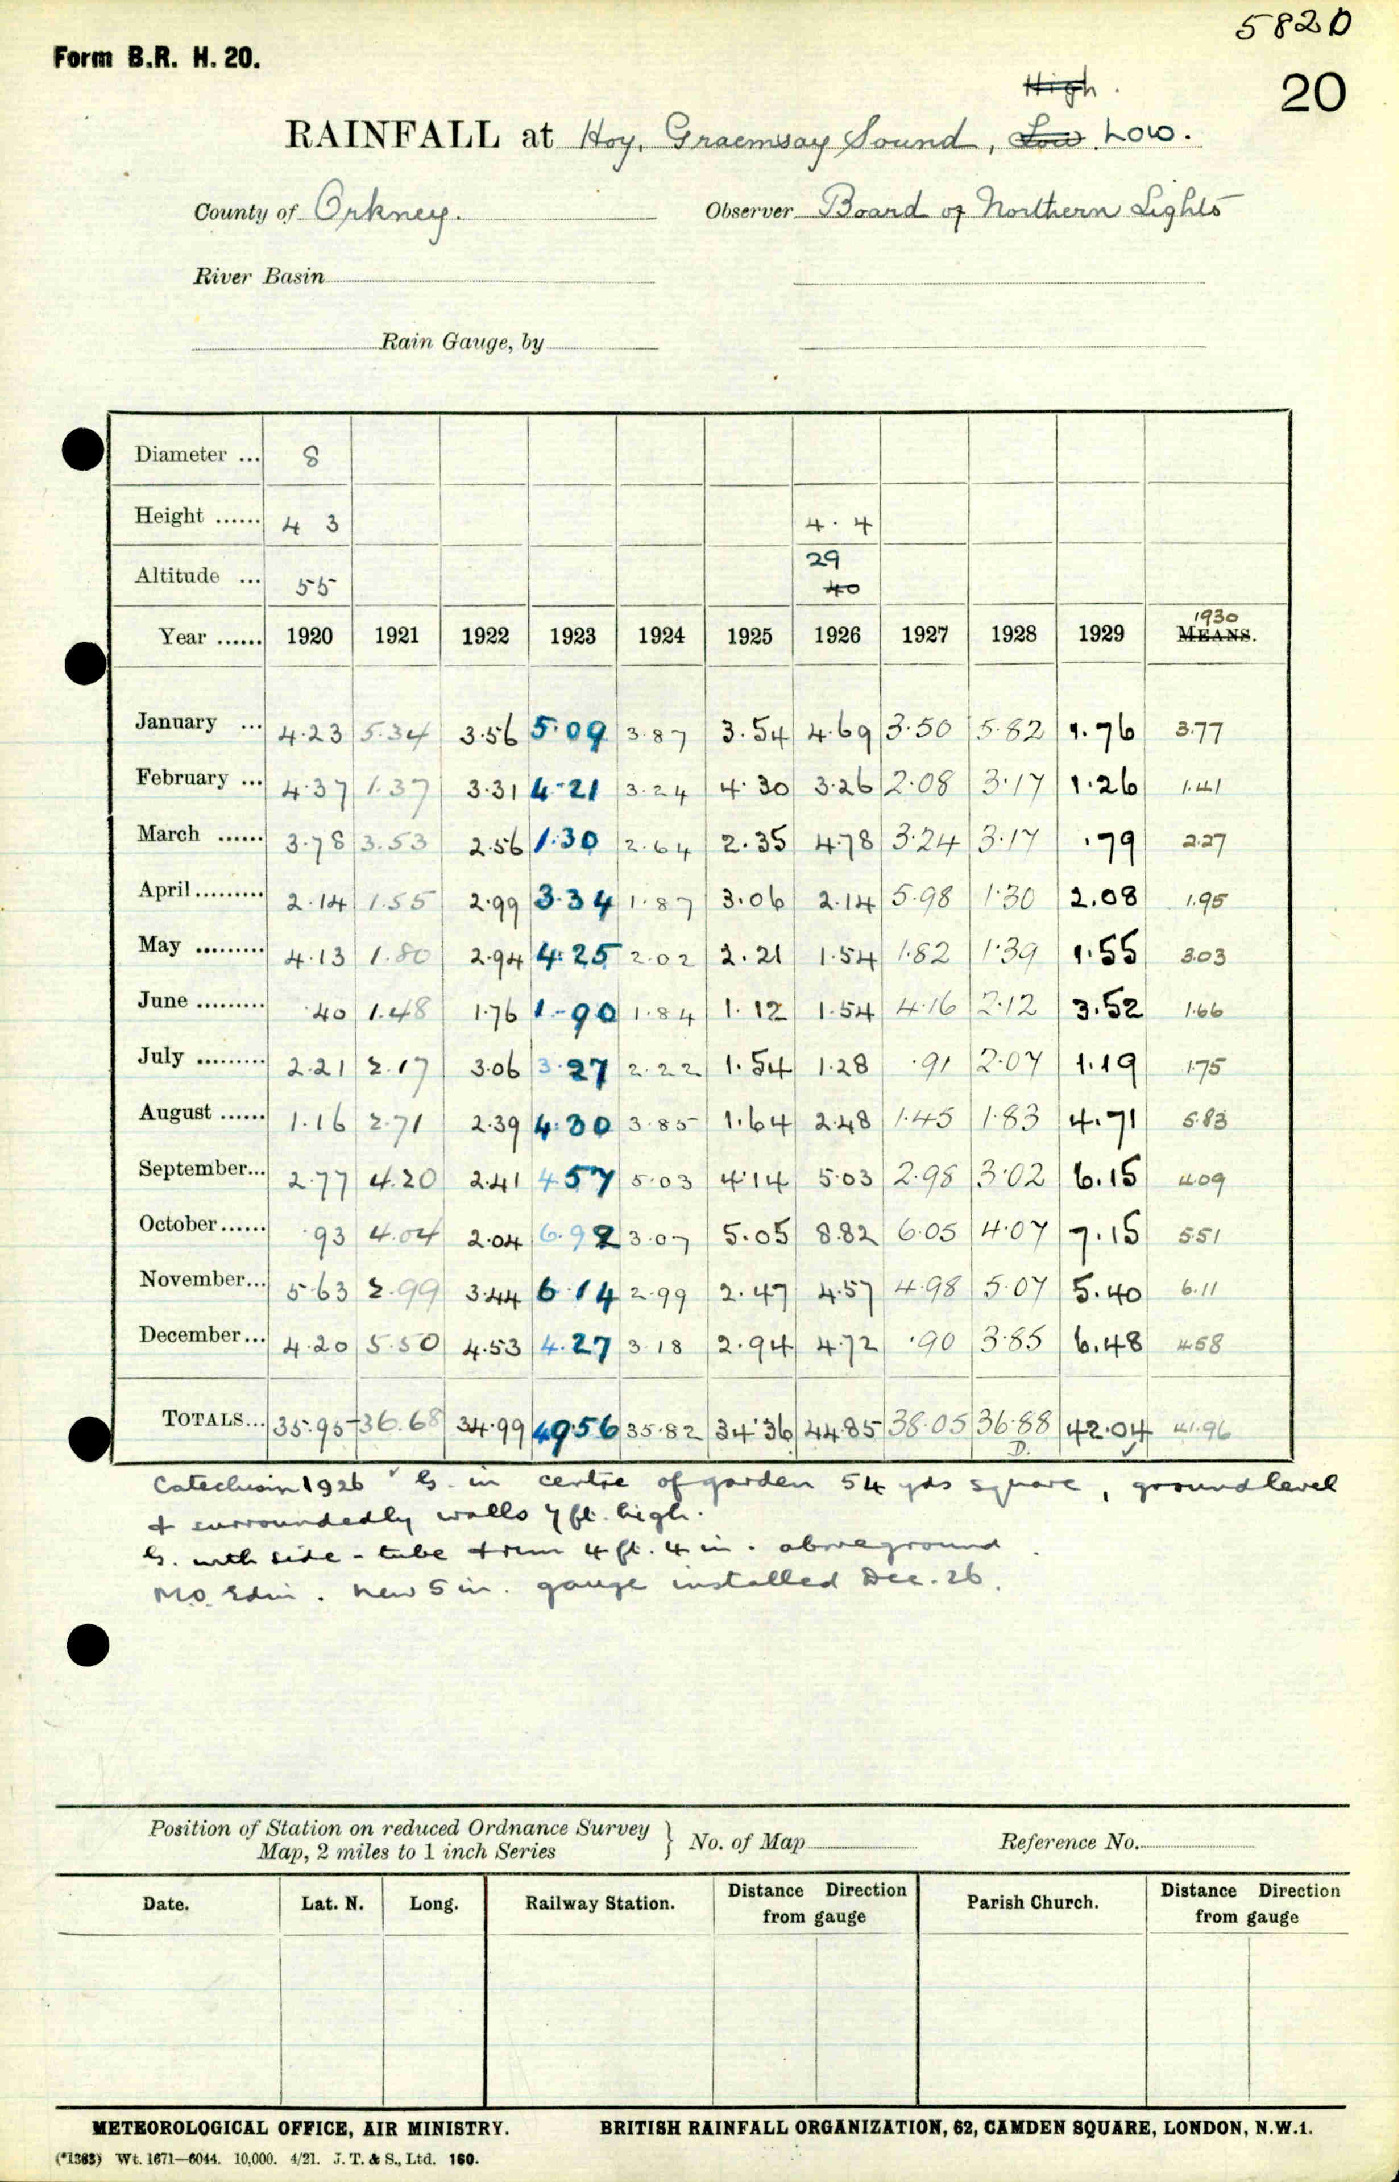 5820
Form B.R. H. 20.
20
High.
RAINFALL at Hoy, Graemsay Sound, Low Low.
County of Orkney. Observer Board of Northern Lights
River Basin
Rain Gauge, by
Diameter ... 8
Height ...... 4 3 4. 4
29
Altitude ... 55 40
1930
Year ...... 1920 1921 1922 1923 1924 1925 1926 1927 1928 1929 MEANS.
January ... 4.23 5.34 3.56 5.09 3.87 3.54 4.69 3.50 5.82 1.76 3.77
February ... 4.37 1.37 3.31 4.21 3.24 4.30 3.26 2.08 3.17 1.26 1.41
March ...... 3.78 3.53 2.56 1.30 2.64 2.35 4.78 3.24 3.17 .79 2.27
April ......... 2.14 1.55 2.99 3.34 1.87 3.06 2.14 5.98 1.30 2.08 1.95
May ......... 4.13 1.80 2.94 4.25 2.02 2.21 1.54 1.82 1.39 1.55 3.03
June ......... .40 1.48 1.76 1.90 1.84 1.12 1.54 4.16 2.12 3.52 1.66
July ......... 2.21 2.17 3.06 3.27 2.22 1.54 1.28 .91 2.07 1.19 1.75
August ...... 1.16 2.71 2.39 4.30 3.85 1.64 2.48 1.45 1.83 4.71 5.83
September... 2.77 4.20 2.41 4.57 5.03 4.14 5.03 2.98 3.02 6.15 4.09
October ...... .93 4.04 2.04 6.92 3.07 5.05 8.82 6.05 4.07 7.15 5.51
November... 5.63 2.99 3.44 6.14 2.99 2.47 4.57 4.98 5.07 5.40 6.11
December... 4.20 5.50 4.53 4.27 3.18 2.94 4.72 .90 3.85 6.48 4.58
TOTALS... 35.95 36.68 34.99 49.56 35.82 34.36 44.85 38.05 36.88 42.04 41.96
D. ✓
1926 G. in centre of garden 54 yds square, ground level
+ surroundedly walls 7 ft. high.
G. with side - tube 4 ft. 4 in. above ground.
M.O. Edin. new 5 in. gauge installed Dec. 26.
Position of Station on reduced Ordnance Survey
Map, 2 miles to 1 inch Series } No. of Map Reference No.
Date. Lat. N. Long. Railway Station. Distance from gauge Direction Parish Church. Distance from gauge Direction
METEOROLOGICAL OFFICE, AIR MINISTRY. BRITISH RAINFALL ORGANIZATION, 62, CAMDEN SQUARE, LONDON, N.W.1.
(*1383) Wt. 1671—6044. 10,000. 4/21. J. T. & S., Ltd. 160.